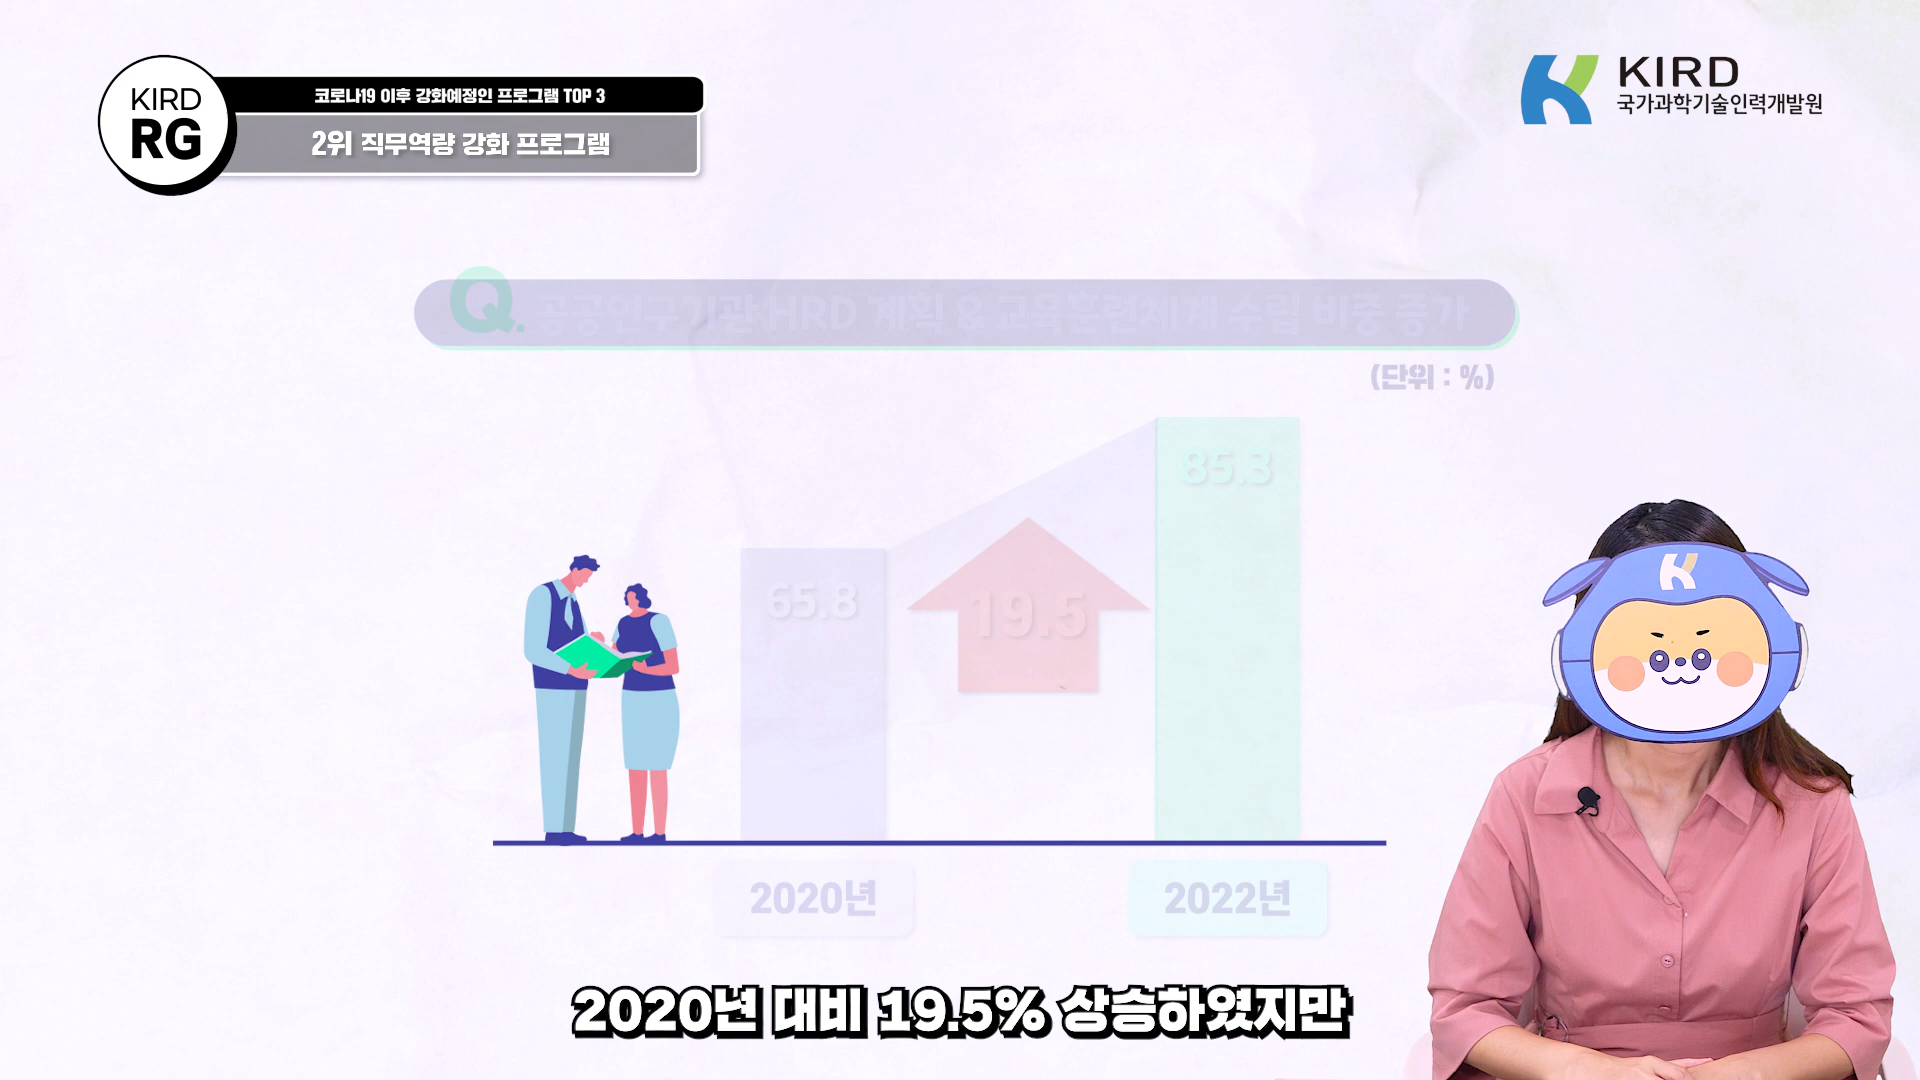 KIRD
RG
코로나19 이후 강화예정인 프로그램 TOP 3
2위 직무역량 강화 프로그램
KIRD
국가과학기술인력개발원
Q. 공공연구기관 HRD 계획 & 교육훈련체계 수립 비중 증가
(단위 : %)
85.3
65.8
19.5
2020년
2022년
2020년 대비 19.5% 상승하였지만